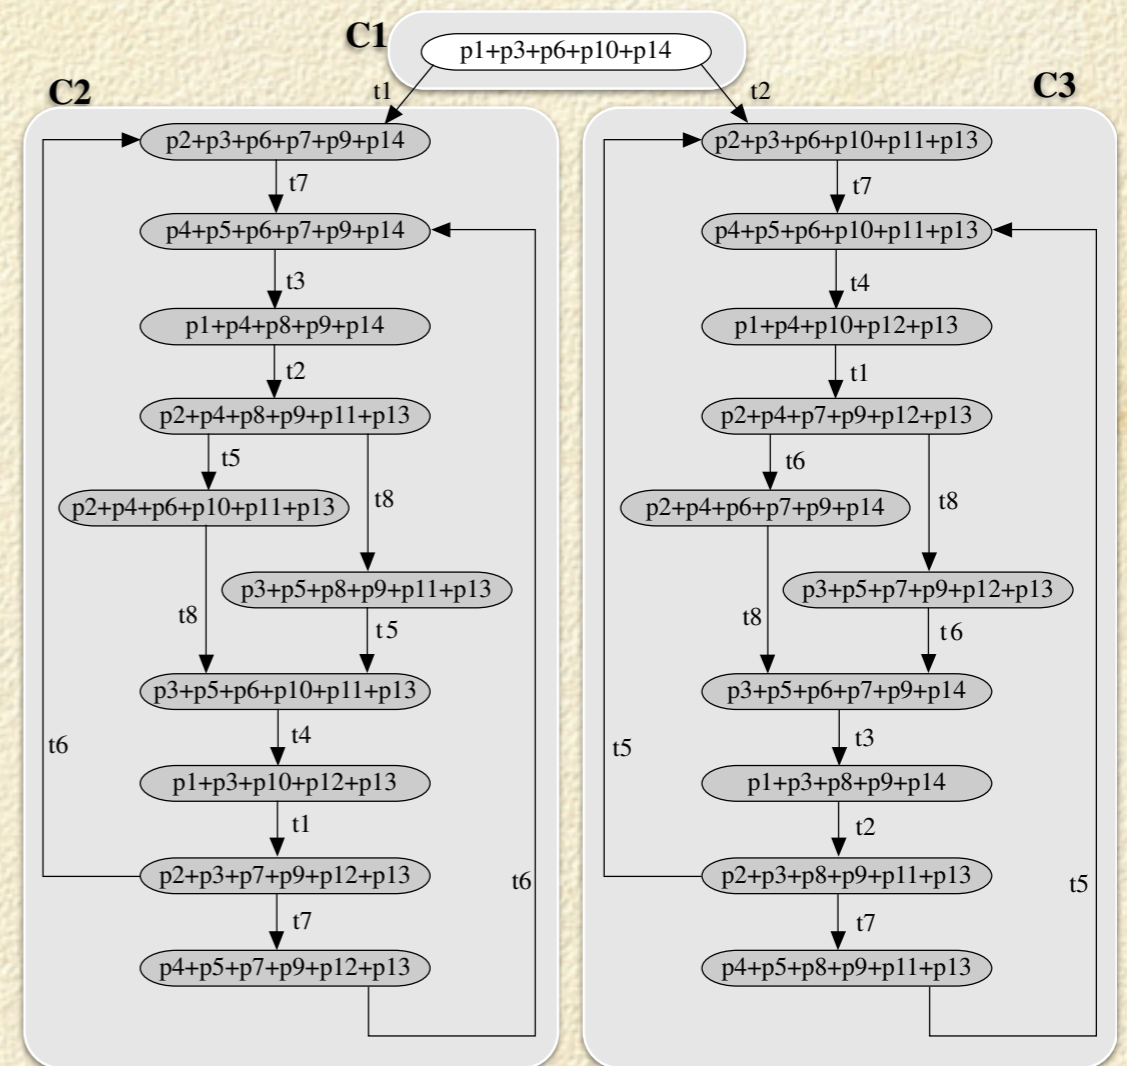 C1
p1+p3+p6+p10+p14
t1
t2
C2
p2+p3+p6+p7+p9+p14
t7
p4+p5+p6+p7+p9+p14
t3
p1+p4+p8+p9+p14
t2
p2+p4+p8+p9+p11+p13
t5
t8
p2+p4+p6+p10+p11+p13
p3+p5+p8+p9+p11+p13
t8
t5
p3+p5+p6+p10+p11+p13
t4
t6
p1+p3+p10+p12+p13
t1
p2+p3+p7+p9+p12+p13
t6
t7
p4+p5+p7+p9+p12+p13
C3
p2+p3+p6+p10+p11+p13
t7
p4+p5+p6+p10+p11+p13
t4
p1+p4+p10+p12+p13
t1
p2+p4+p7+p9+p12+p13
t6
t8
p2+p4+p6+p7+p9+p14
p3+p5+p7+p9+p12+p13
t8
t6
p3+p5+p6+p7+p9+p14
t3
t5
p1+p3+p8+p9+p14
t2
p2+p3+p8+p9+p11+p13
t5
t7
p4+p5+p8+p9+p11+p13